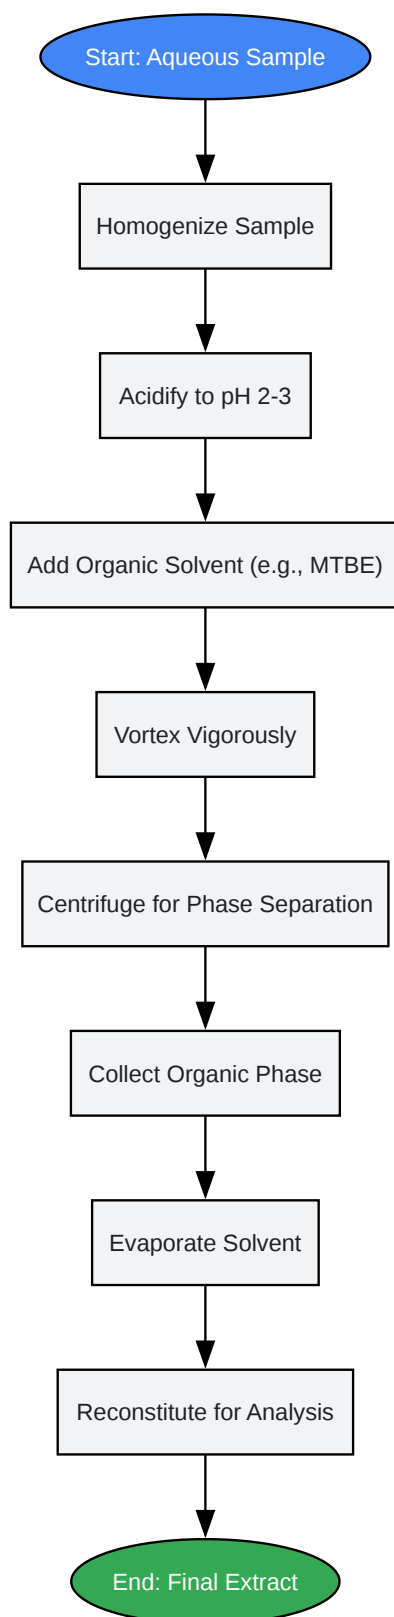 Start: Aqueous Sample
Homogenize Sample
Acidify to pH 2-3
Add Organic Solvent (e.g., MTBE)
Vortex Vigorously
Centrifuge for Phase Separation
Collect Organic Phase
Evaporate Solvent
Reconstitute for Analysis
End: Final Extract